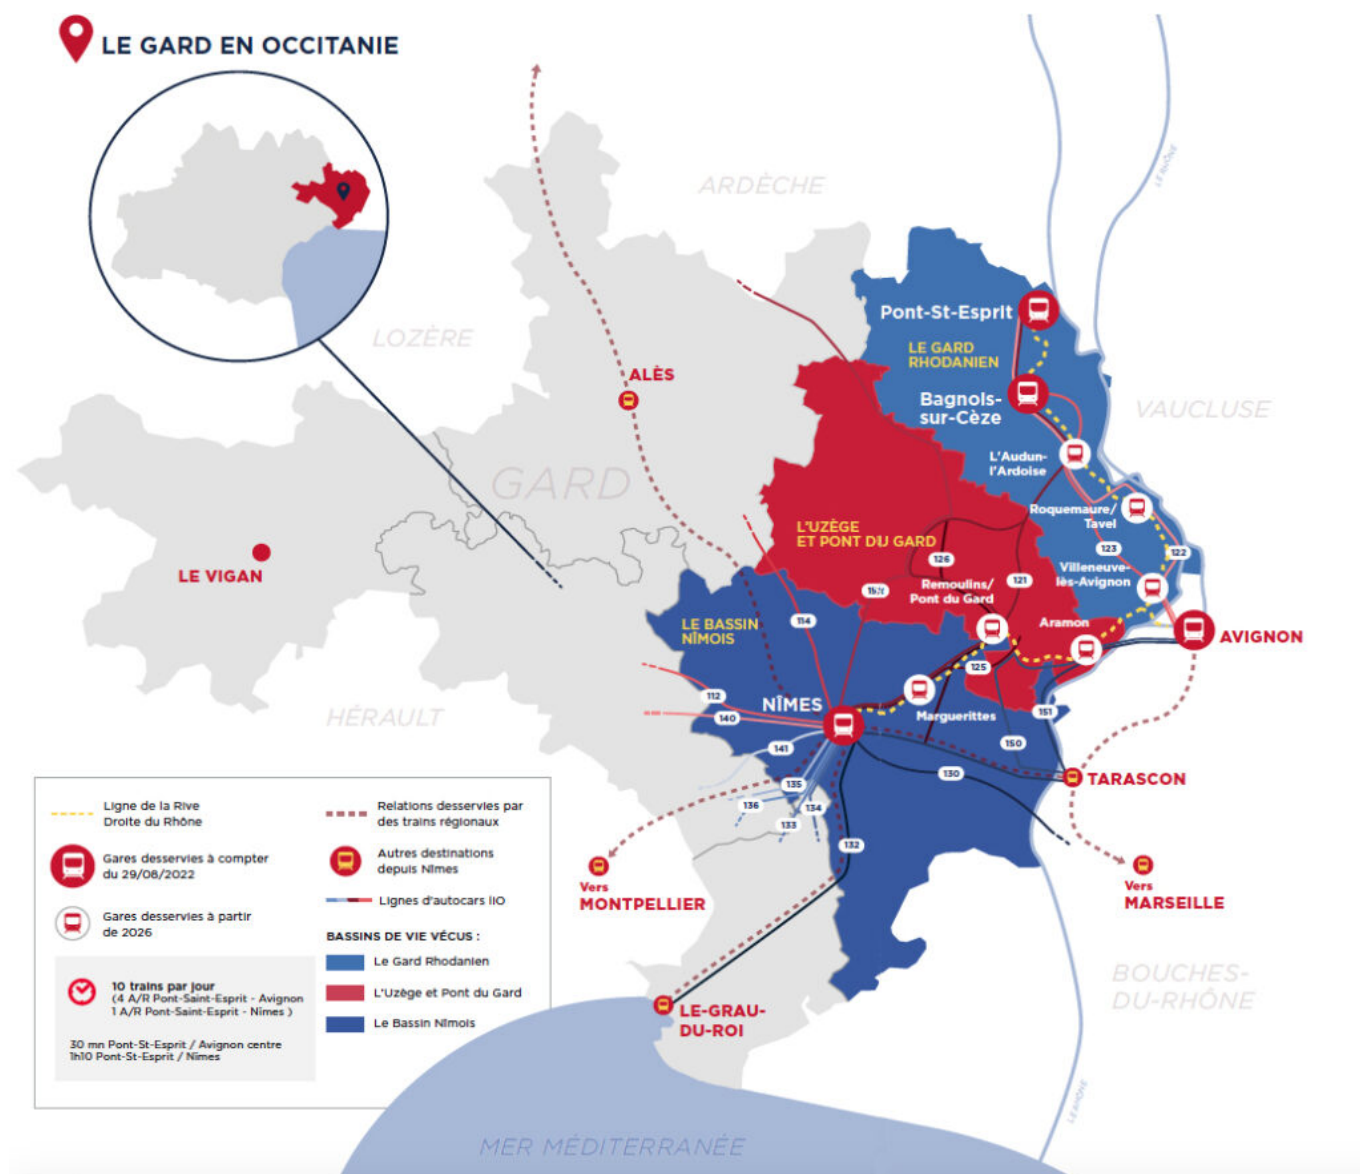 LE GARD EN OCCITANIE
ARDÈCHE
LE RHÔNE
LOZÈRE
Pont-St-Esprit
LE GARD
RHODANIEN
ALÈS
Bagnols-
sur-Cèze
VAUCLUSE
L'Audun-
l'Ardoise
GARD
Roquemaure/
Tavel
L'UZÈGE
ET PONT DU GARD
123
122
126
LE VIGAN
Villeneuve-
lès-Avignon
121
Remoulins/
Pont du Gard
114
LE BASSIN
NÎMOIS
Aramon
AVIGNON
125
112
NÎMES
HÉRAULT
140
Marguerittes
151
141
150
130
TARASCON
135
136
134
133
132
Vers
MONTPELLIER
Vers
MARSEILLE
BOUCHES-
DU-RHÔNE
LE-GRAU-
DU-ROI
LE RHÔNE
MER MÉDITERRANÉE
Ligne de la Rive
Droite du Rhône
Gares desservies à compter
du 29/08/2022
Gares desservies à partir
de 2026
10 trains par jour
(4 A/R Pont-Saint-Esprit - Avignon
1 A/R Pont-Saint-Esprit - Nîmes )
30 mn Pont-St-Esprit / Avignon centre
1h10 Pont-St-Esprit / Nîmes
Relations desservies par
des trains régionaux
Autres destinations
depuis Nîmes
Lignes d'autocars liO
BASSINS DE VIE VÉCUS :
Le Gard Rhodanien
L'Uzège et Pont du Gard
Le Bassin Nîmois